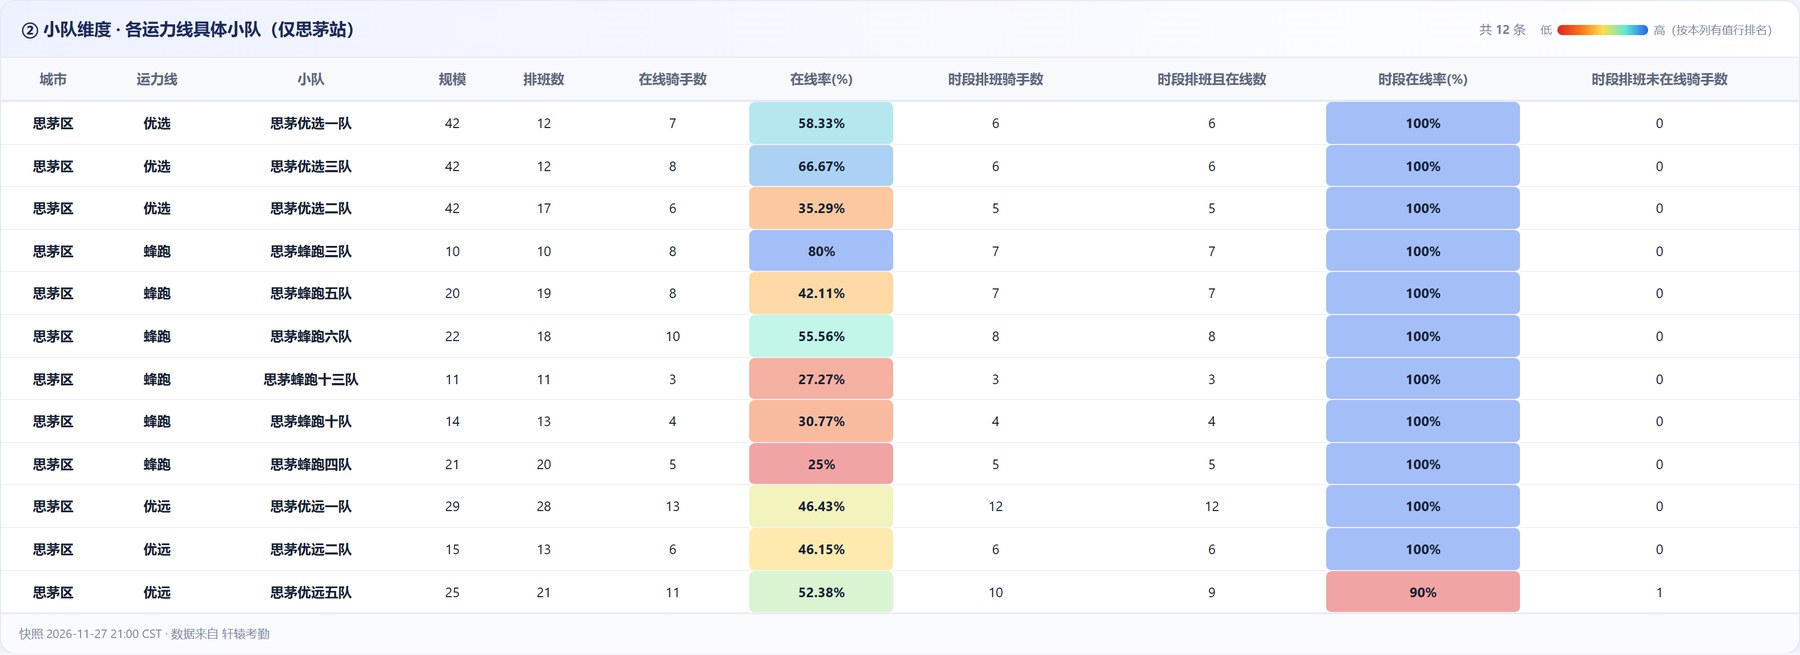 ② 小队维度 · 各运力线具体小队（仅思茅站）
共 12 条 低 高 (按本列有值行排名)
城市 运力线 小队 规模 排班数 在线骑手数 在线率(%) 时段排班骑手数 时段排班且在线数 时段在线率(%) 时段排班未在线骑手数
思茅区 优选 思茅优选一队 42 12 7 58.33% 6 6 100% 0
思茅区 优选 思茅优选三队 42 12 8 66.67% 6 6 100% 0
思茅区 优选 思茅优选二队 42 17 6 35.29% 5 5 100% 0
思茅区 蜂跑 思茅蜂跑三队 10 10 8 80% 7 7 100% 0
思茅区 蜂跑 思茅蜂跑五队 20 19 8 42.11% 7 7 100% 0
思茅区 蜂跑 思茅蜂跑六队 22 18 10 55.56% 8 8 100% 0
思茅区 蜂跑 思茅蜂跑十三队 11 11 3 27.27% 3 3 100% 0
思茅区 蜂跑 思茅蜂跑十队 14 13 4 30.77% 4 4 100% 0
思茅区 蜂跑 思茅蜂跑四队 21 20 5 25% 5 5 100% 0
思茅区 优远 思茅优远一队 29 28 13 46.43% 12 12 100% 0
思茅区 优远 思茅优远二队 15 13 6 46.15% 6 6 100% 0
思茅区 优远 思茅优远五队 25 21 11 52.38% 10 9 90% 1
快照 2026-11-27 21:00 CST · 数据来自 轩辕考勤